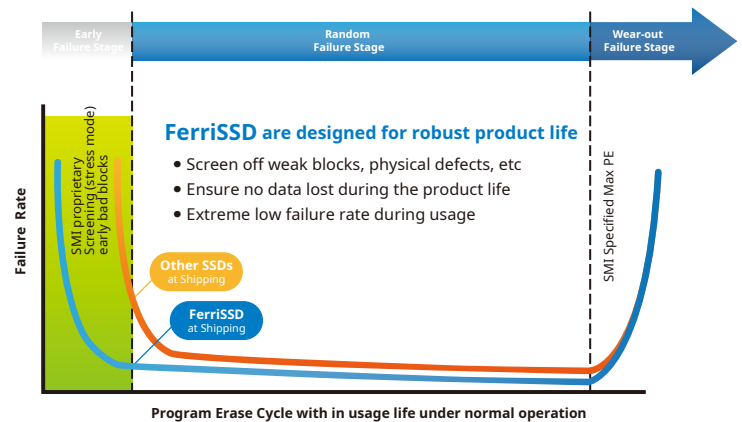 Early
Failure Stage
Random
Failure Stage
Wear-out
Failure Stage
FerriSSD are designed for robust product life
• Screen off weak blocks, physical defects, etc
• Ensure no data lost during the product life
• Extreme low failure rate during usage
SMI proprietary
Screening (stress mode)
early bad blocks
SMI Specified Max PE
Failure Rate
Other SSDs
at Shipping
FerriSSD
at Shipping
Program Erase Cycle with in usage life under normal operation